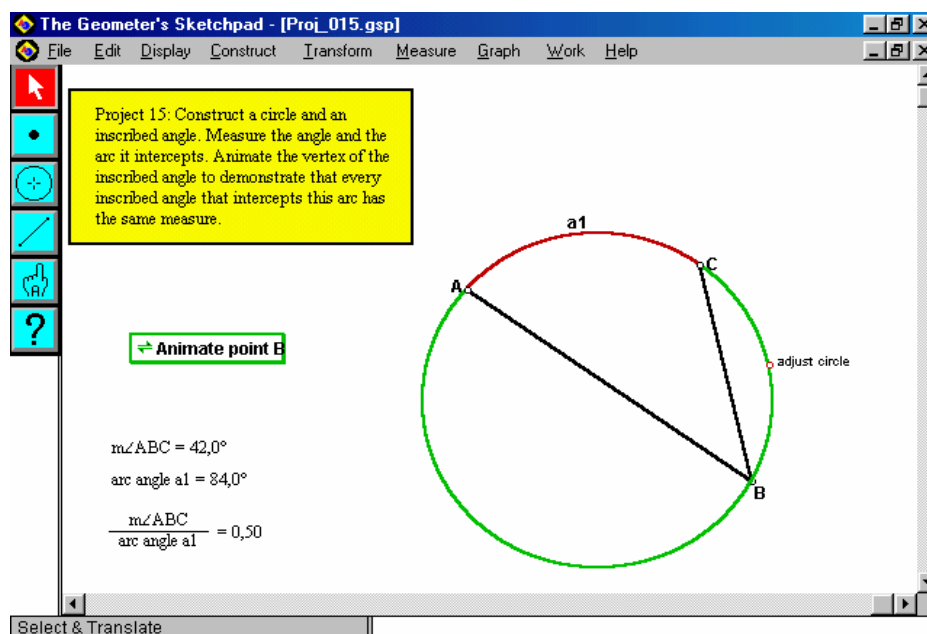 The Geometer's Sketchpad - [Proj_015.gsp]
File Edit Display Construct Transform Measure Graph Work Help
Project 15: Construct a circle and an
inscribed angle. Measure the angle and the
arc it intercepts. Animate the vertex of the
inscribed angle to demonstrate that every
inscribed angle that intercepts this arc has
the same measure.
a1
C
A
adjust circle
B
⇌ Animate point B
m∠ABC = 42,0°
arc angle a1 = 84,0°
m∠ABC
arc angle a1
= 0,50
A
?
Select & Translate